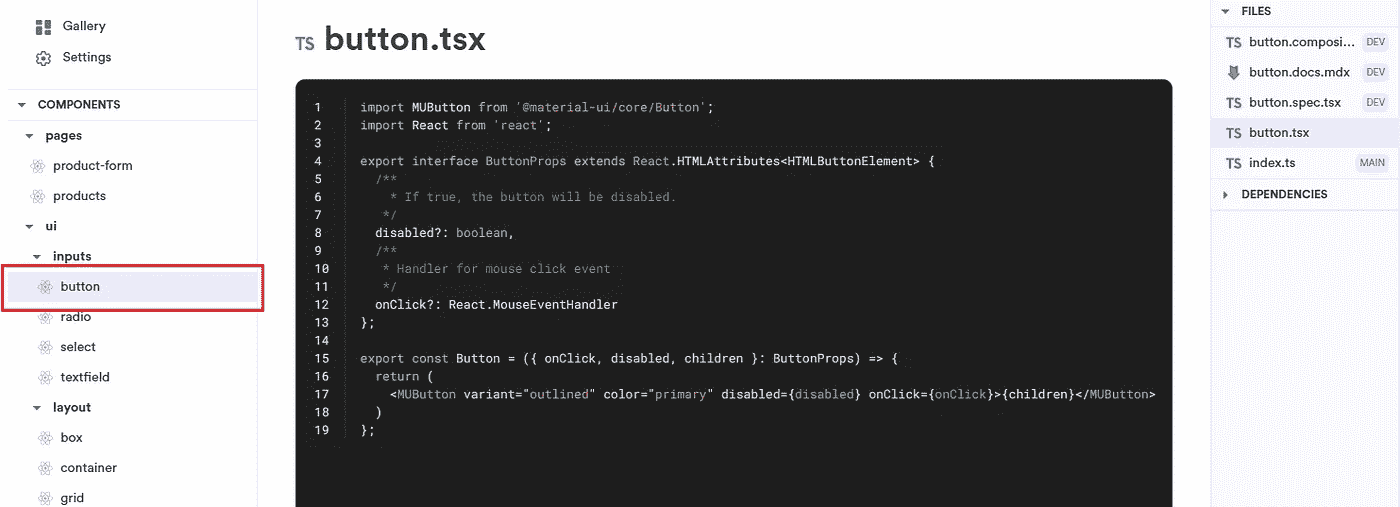 Gallery
Settings
COMPONENTS
pages
product-form
products
ui
inputs
button
radio
select
textfield
layout
box
container
grid
TS button.tsx
1 import MUButton from '@material-ui/core/Button';
2 import React from 'react';
3
4 export interface ButtonProps extends React.HTMLAttributes<HTMLButtonElement> {
5 /**
6 * If true, the button will be disabled.
7 */
8 disabled?: boolean,
9 /**
10 * Handler for mouse click event
11 */
12 onClick?: React.MouseEventHandler
13 };
14
15 export const Button = ({ onClick, disabled, children }: ButtonProps) => {
16 return (
17 <MUButton variant="outlined" color="primary" disabled={disabled} onClick={onClick}>{children}</MUButton>
18 )
19 };
FILES
TS button.composi... DEV
button.docs.mdx DEV
TS button.spec.tsx DEV
TS button.tsx
TS index.ts MAIN
DEPENDENCIES